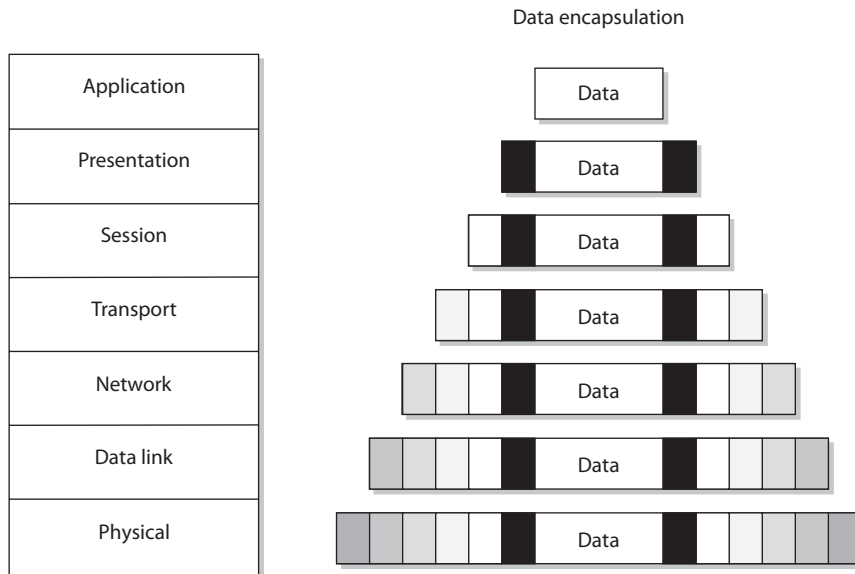 Data encapsulation
Application
Data
Presentation
Data
Session
Data
Transport
Data
Network
Data
Data link
Data
Physical
Data